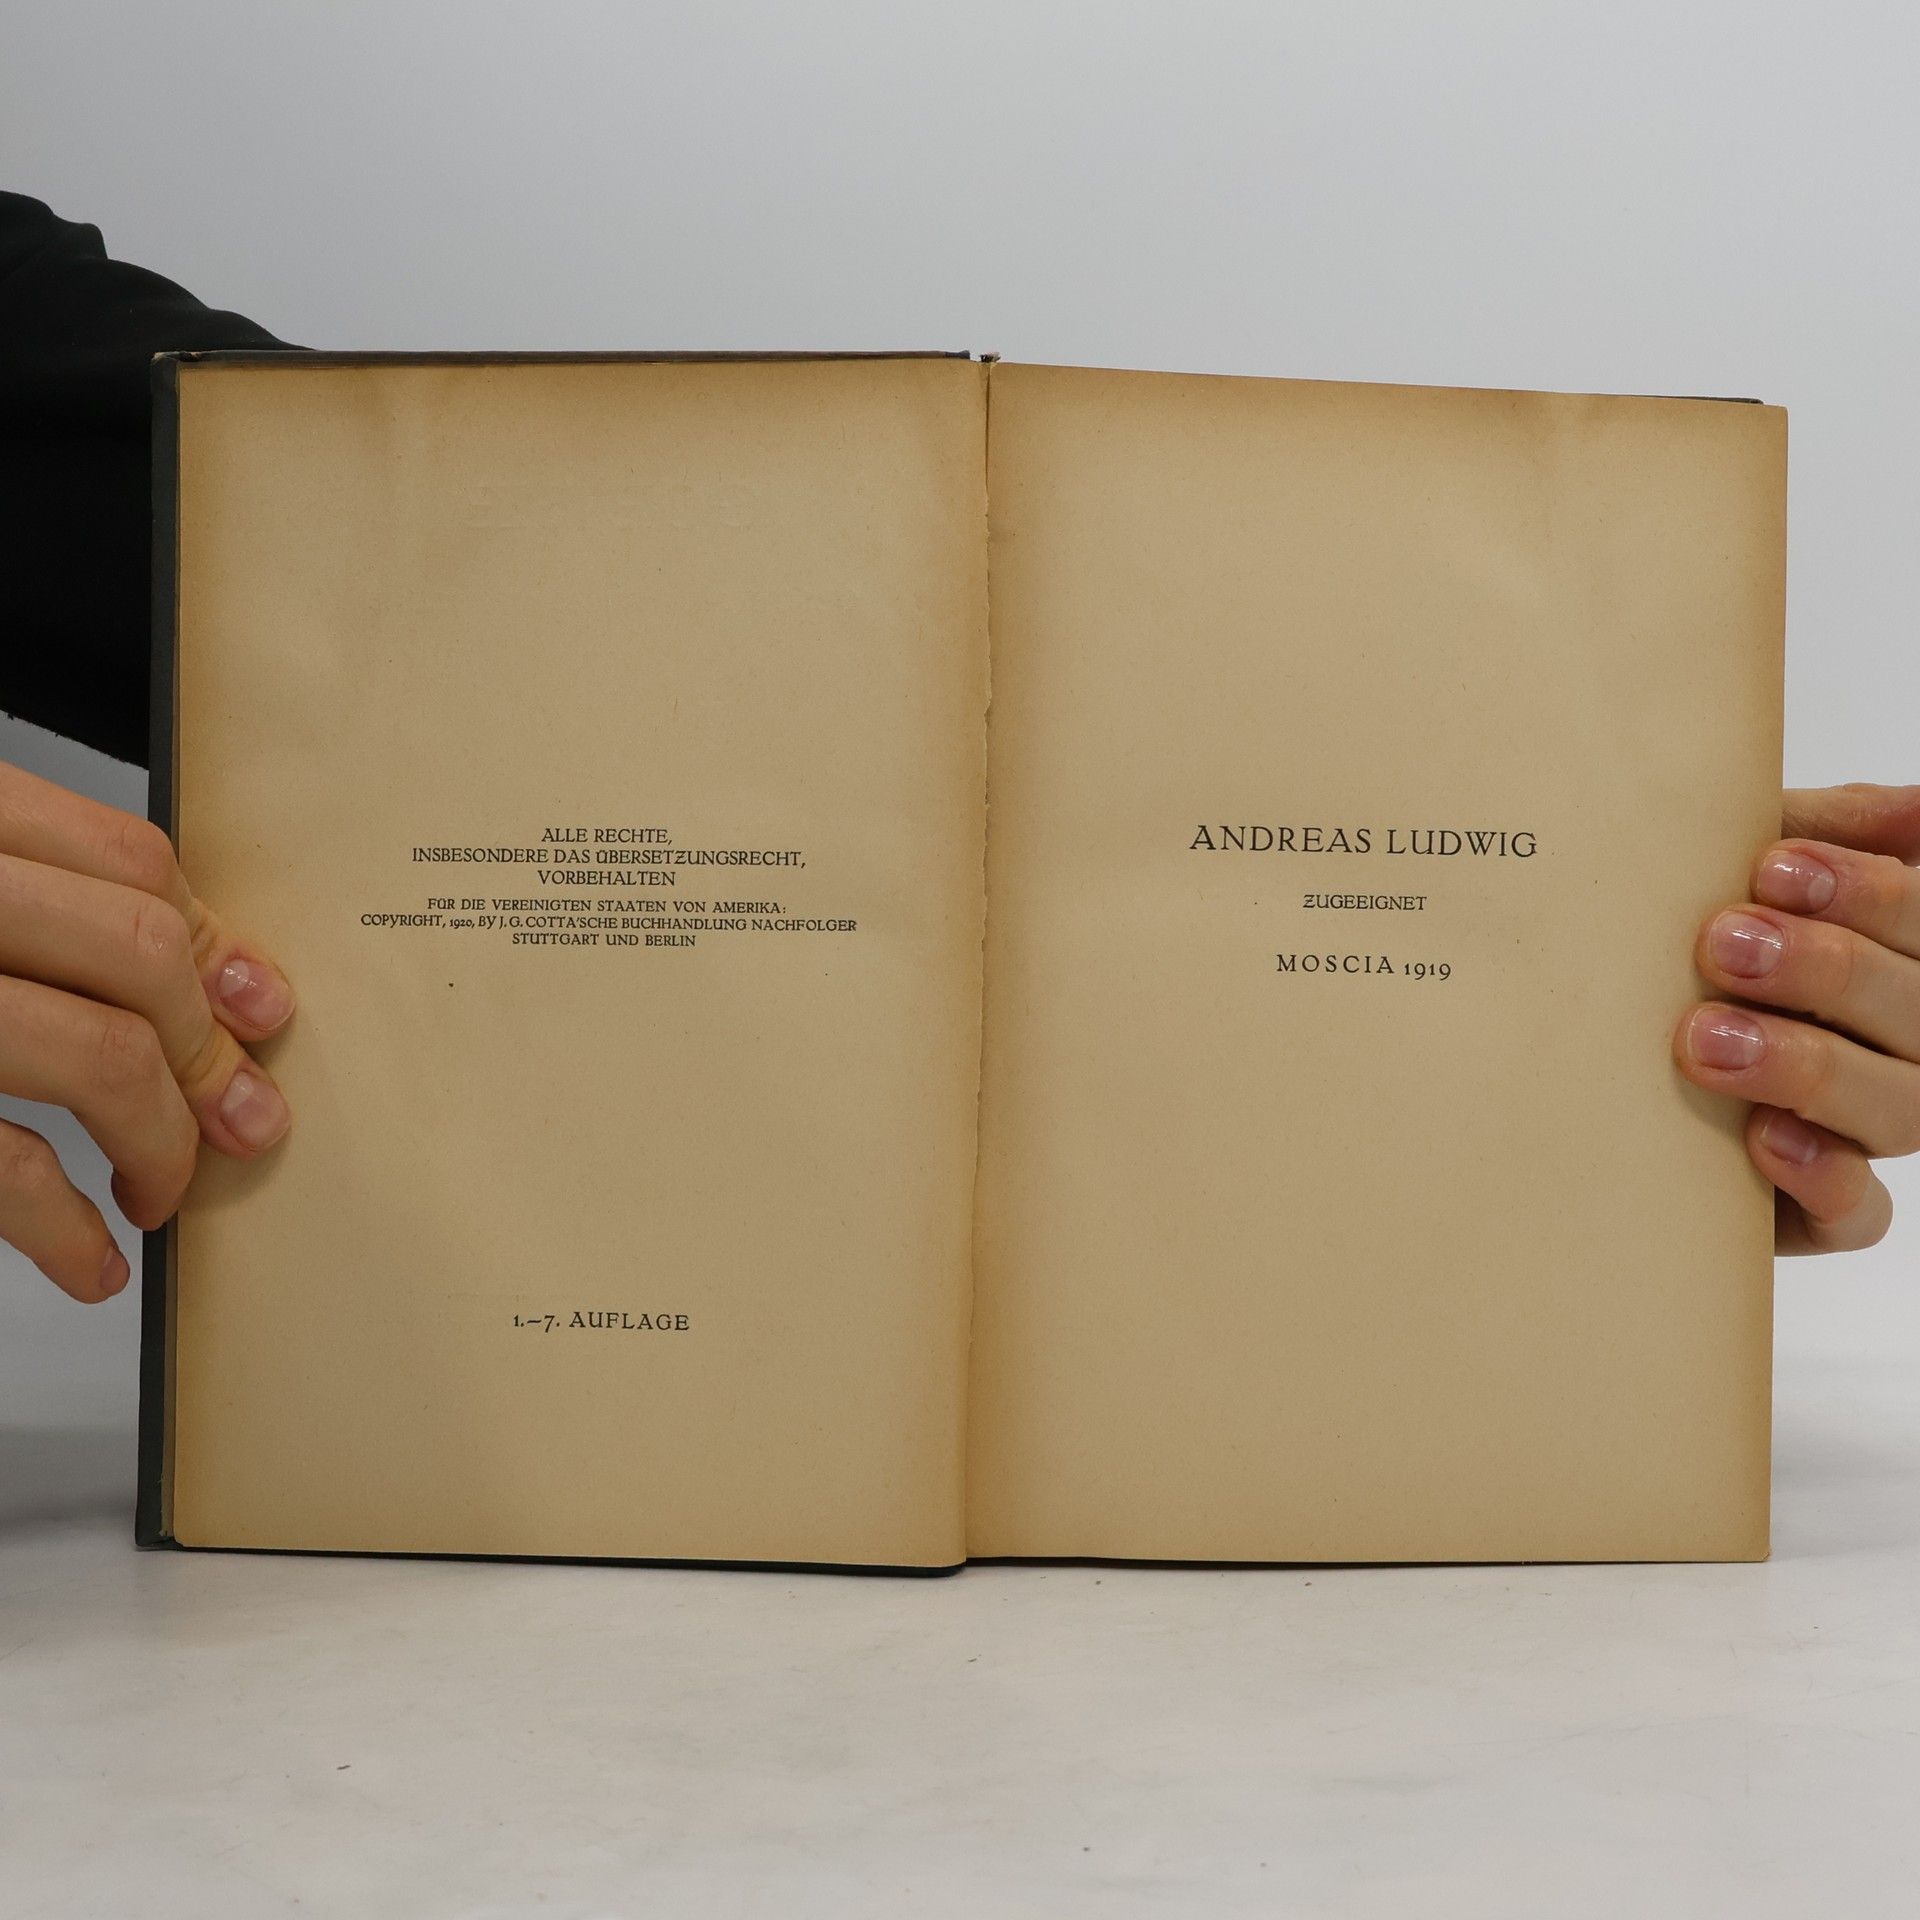 ALLE RECHTE,
INSBESONDERE DAS ÜBERSETZUNGSRECHT,
VORBEHALTEN
FÜR DIE VEREINIGTEN STAATEN VON AMERIKA:
COPYRIGHT, 1920, BY J. G. COTTA'SCHE BUCHHANDLUNG NACHFOLGER
STUTTGART UND BERLIN
1.–7. AUFLAGE
ANDREAS LUDWIG
ZUGEEIGNET
MOSCIA 1919